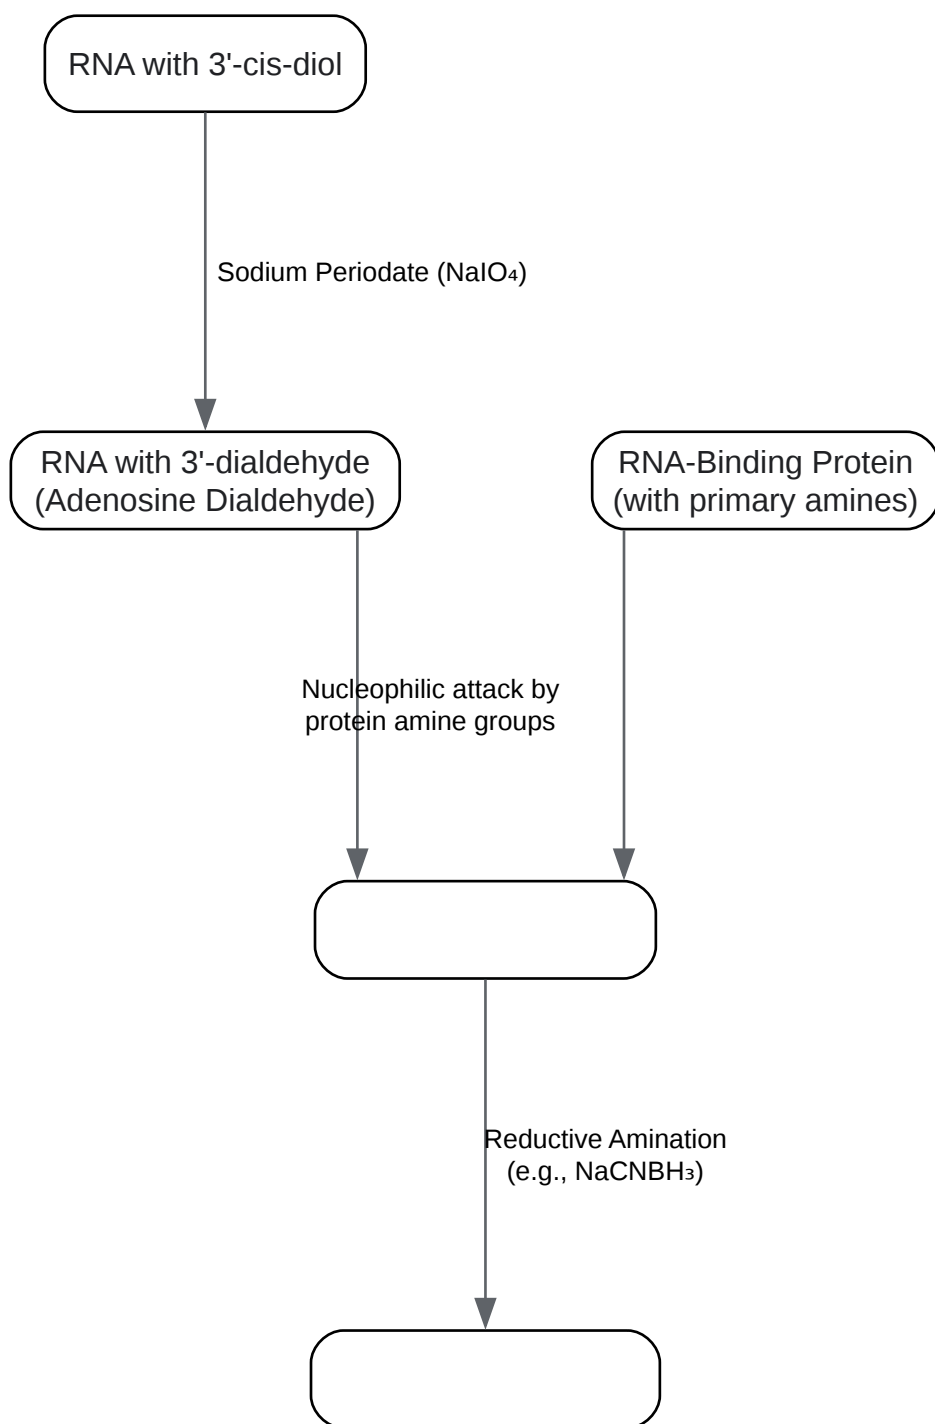 RNA with 3'-cis-diol
Sodium Periodate (NaIO₄)
RNA with 3'-dialdehyde
(Adenosine Dialdehyde)
RNA-Binding Protein
(with primary amines)
Nucleophilic attack by
protein amine groups
Reductive Amination
(e.g., NaCNBH₃)